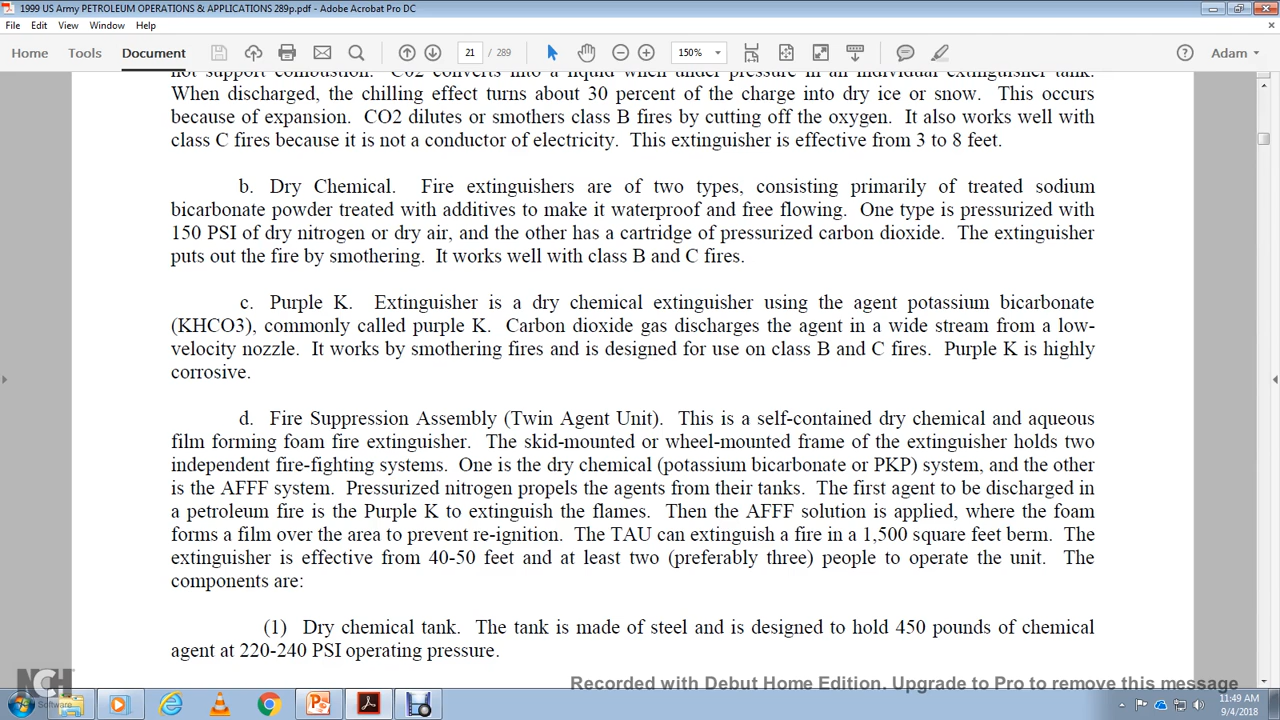 1999 US Army PETROLEUM OPERATIONS & APPLICATIONS 289p.pdf - Adobe Acrobat Pro DC
File Edit View Window Help
Home Tools Document 21 / 289 150% Adam
not support combustion. C02 converts into a liquid when under pressure in an individual extinguisher tank.
When discharged, the chilling effect turns about 30 percent of the charge into dry ice or snow. This occurs
because of expansion. CO2 dilutes or smothers class B fires by cutting off the oxygen. It also works well with
class C fires because it is not a conductor of electricity. This extinguisher is effective from 3 to 8 feet.
b. Dry Chemical. Fire extinguishers are of two types, consisting primarily of treated sodium
bicarbonate powder treated with additives to make it waterproof and free flowing. One type is pressurized with
150 PSI of dry nitrogen or dry air, and the other has a cartridge of pressurized carbon dioxide. The extinguisher
puts out the fire by smothering. It works well with class B and C fires.
c. Purple K. Extinguisher is a dry chemical extinguisher using the agent potassium bicarbonate
(KHCO3), commonly called purple K. Carbon dioxide gas discharges the agent in a wide stream from a low-
velocity nozzle. It works by smothering fires and is designed for use on class B and C fires. Purple K is highly
corrosive.
d. Fire Suppression Assembly (Twin Agent Unit). This is a self-contained dry chemical and aqueous
film forming foam fire extinguisher. The skid-mounted or wheel-mounted frame of the extinguisher holds two
independent fire-fighting systems. One is the dry chemical (potassium bicarbonate or PKP) system, and the other
is the AFFF system. Pressurized nitrogen propels the agents from their tanks. The first agent to be discharged in
a petroleum fire is the Purple K to extinguish the flames. Then the AFFF solution is applied, where the foam
forms a film over the area to prevent re-ignition. The TAU can extinguish a fire in a 1,500 square feet berm. The
extinguisher is effective from 40-50 feet and at least two (preferably three) people to operate the unit. The
components are:
(1) Dry chemical tank. The tank is made of steel and is designed to hold 450 pounds of chemical
agent at 220-240 PSI operating pressure.
NCH Software
Recorded with Debut Home Edition. Upgrade to Pro to remove this message
11:49 AM
9/4/2018